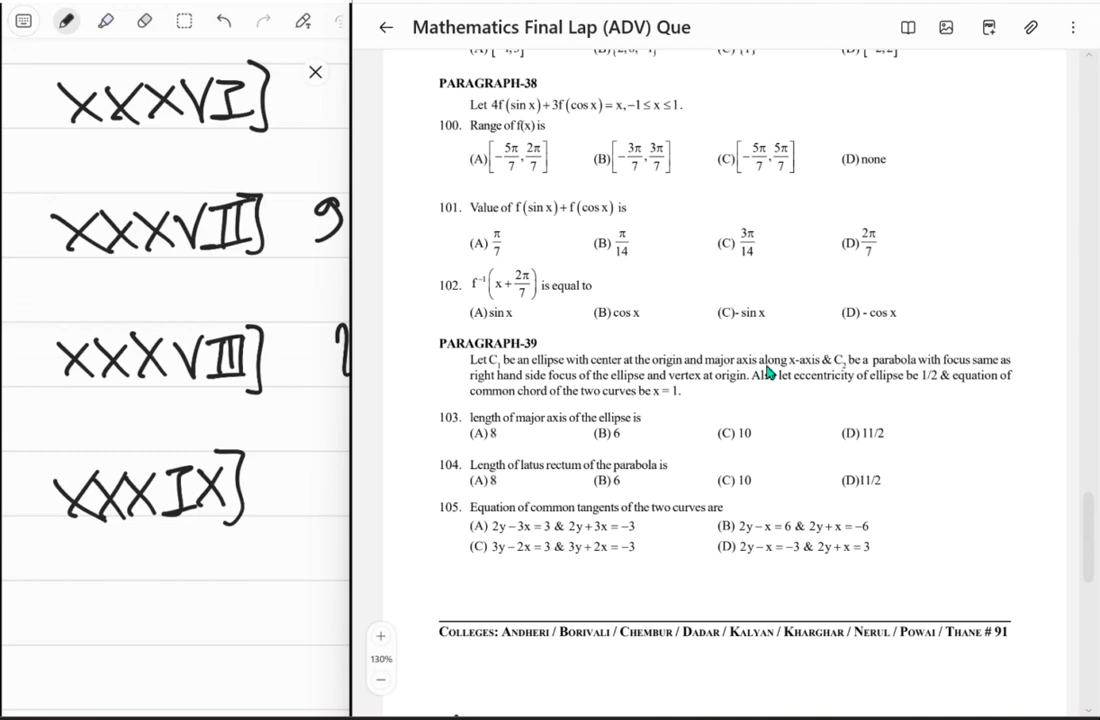 Mathematics Final Lap (ADV) Que
XXXVI]
XXXVII] 9
XXXVIII]
XXXIX]
PARAGRAPH-38
Let 4f(sin x)+3f(cos x) = x, −1 ≤ x ≤ 1.
100. Range of f(x) is
(A) [−5π/7, 2π/7] (B) [−3π/7, 3π/7] (C) [−5π/7, 5π/7] (D) none
101. Value of f(sin x)+f(cos x) is
(A) π/7 (B) π/14 (C) 3π/14 (D) 2π/7
102. f⁻¹(x + 2π/7) is equal to
(A) sin x (B) cos x (C)- sin x (D) - cos x
PARAGRAPH-39
Let C₁ be an ellipse with center at the origin and major axis along x-axis & C₂ be a parabola with focus same as
right hand side focus of the ellipse and vertex at origin. Also let eccentricity of ellipse be 1/2 & equation of
common chord of the two curves be x = 1.
103. length of major axis of the ellipse is
(A) 8 (B) 6 (C) 10 (D) 11/2
104. Length of latus rectum of the parabola is
(A) 8 (B) 6 (C) 10 (D)11/2
105. Equation of common tangents of the two curves are
(A) 2y − 3x = 3 & 2y + 3x = −3 (B) 2y − x = 6 & 2y + x = −6
(C) 3y − 2x = 3 & 3y + 2x = −3 (D) 2y − x = −3 & 2y + x = 3
COLLEGES: ANDHERI / BORIVALI / CHEMBUR / DADAR / KALYAN / KHARGHAR / NERUL / POWAI / THANE # 91
130%